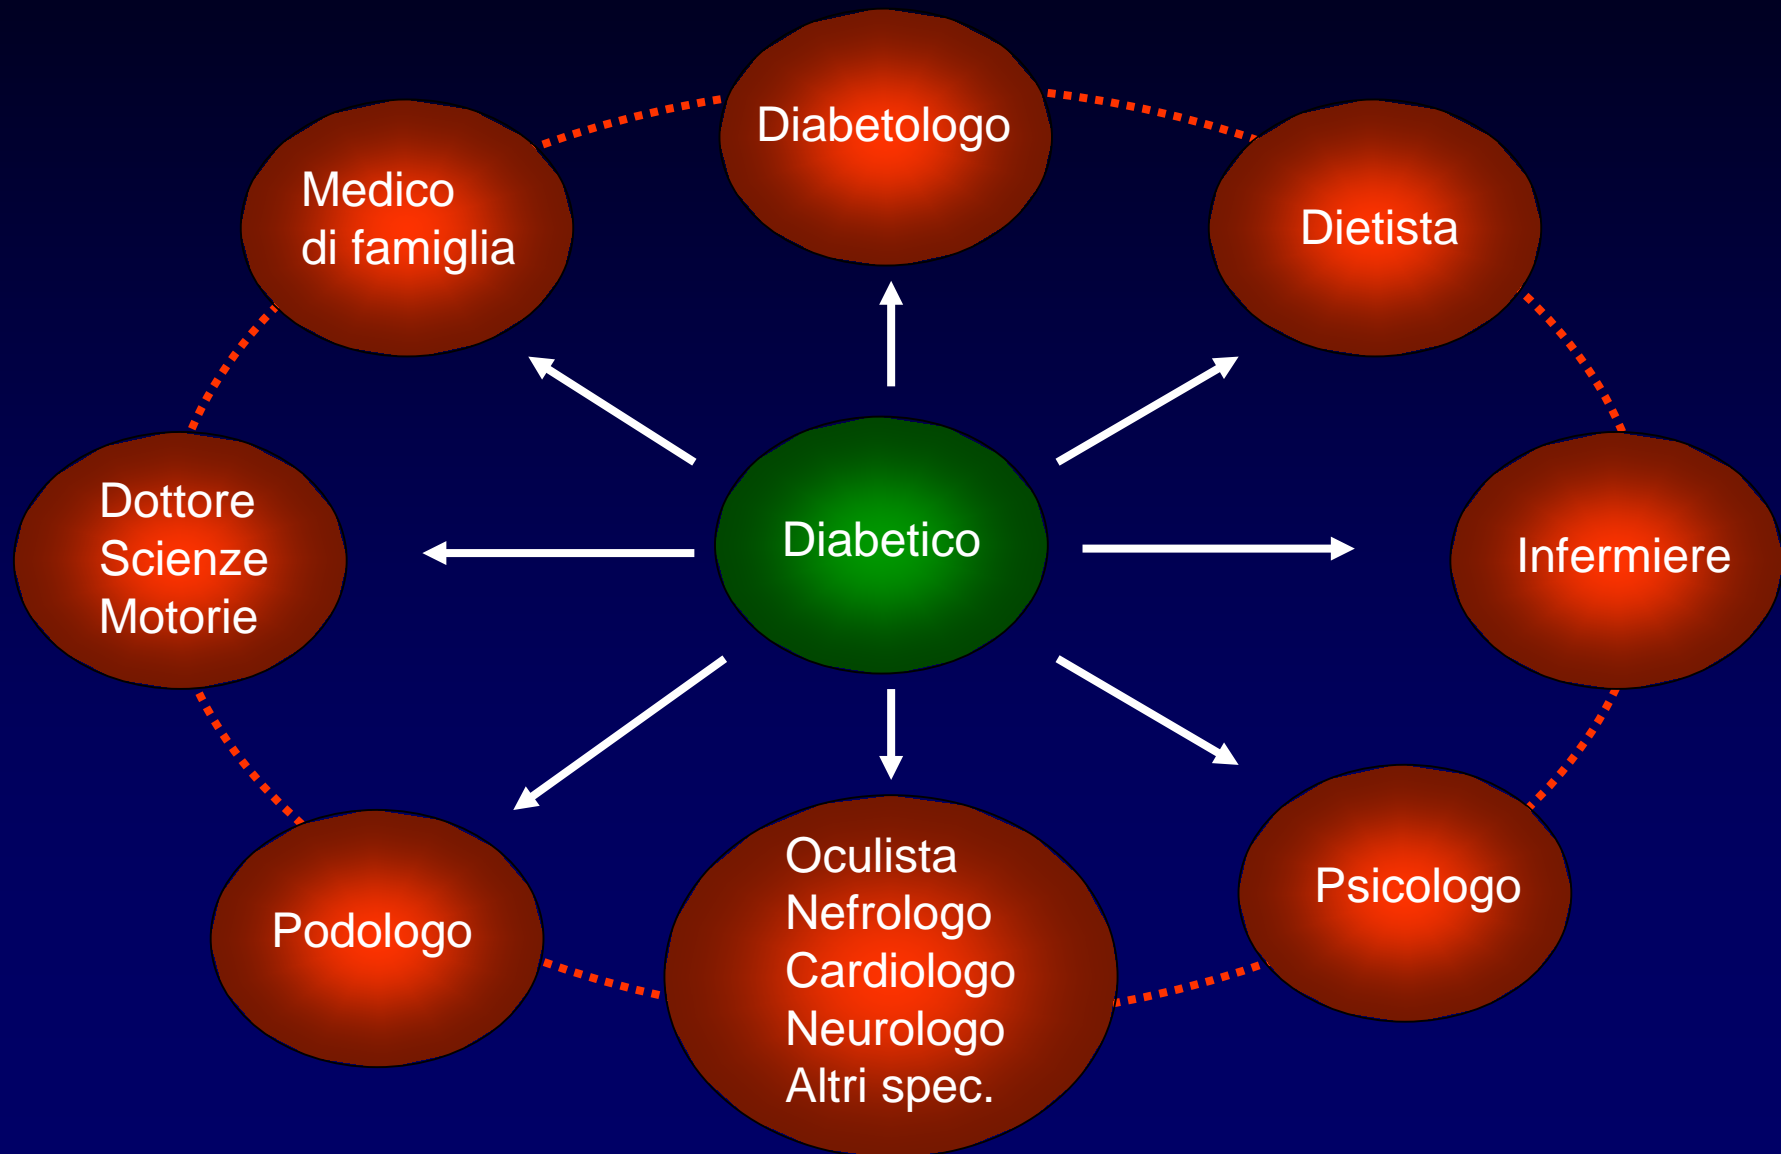 Diabetologo
Medico
di famiglia
Dietista
Dottore
Scienze
Motorie
Diabetico
Infermiere
Podologo
Oculista
Nefrologo
Cardiologo
Neurologo
Altri spec.
Psicologo